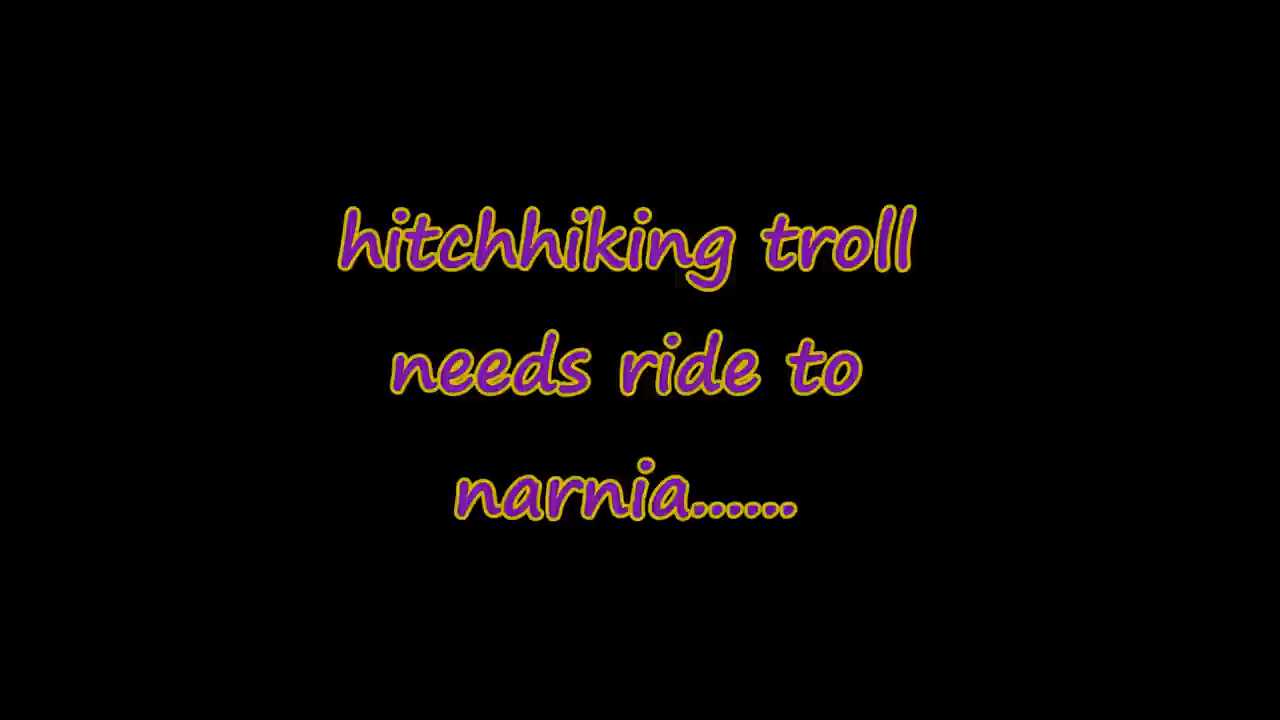 hitchhiking troll
needs ride to
narnia......